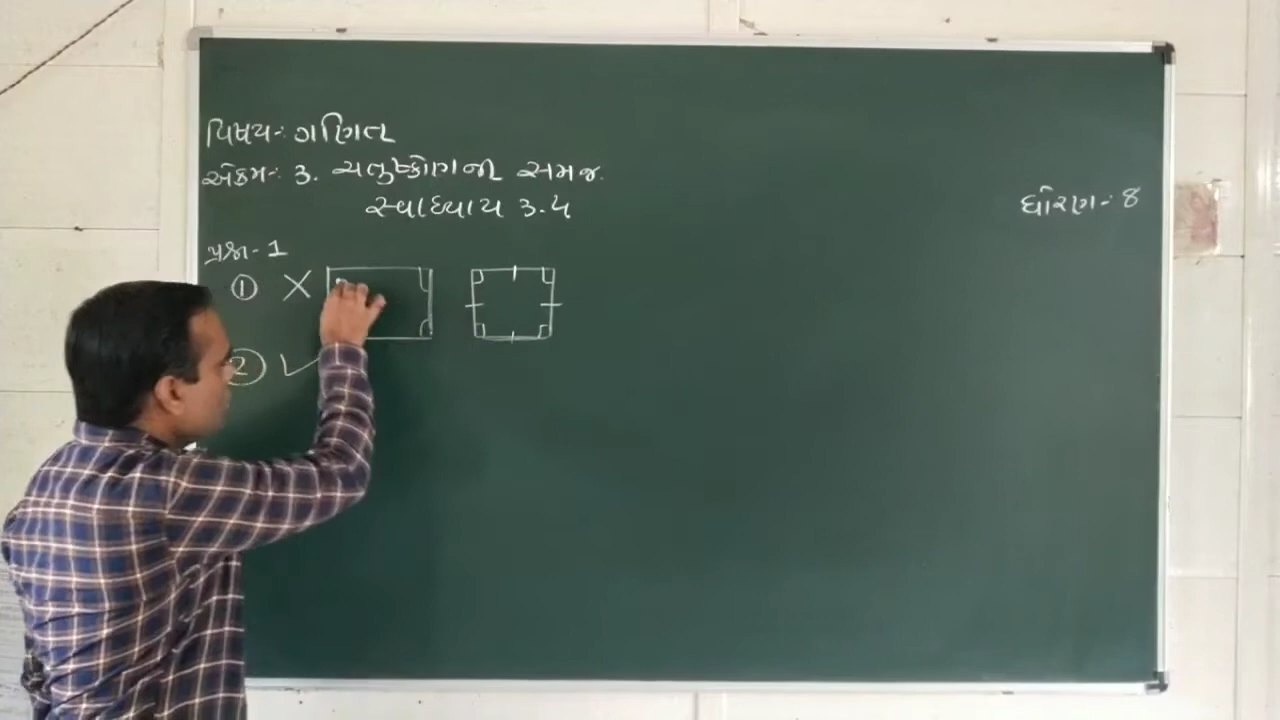 વિષય:- ગણિત
એકમ:- 3. ચતુષ્કોણની સમજ.
સ્વાધ્યાય 3.4
ધોરણ:- 8
પ્રશ્ન-1
① ✗
② ✓